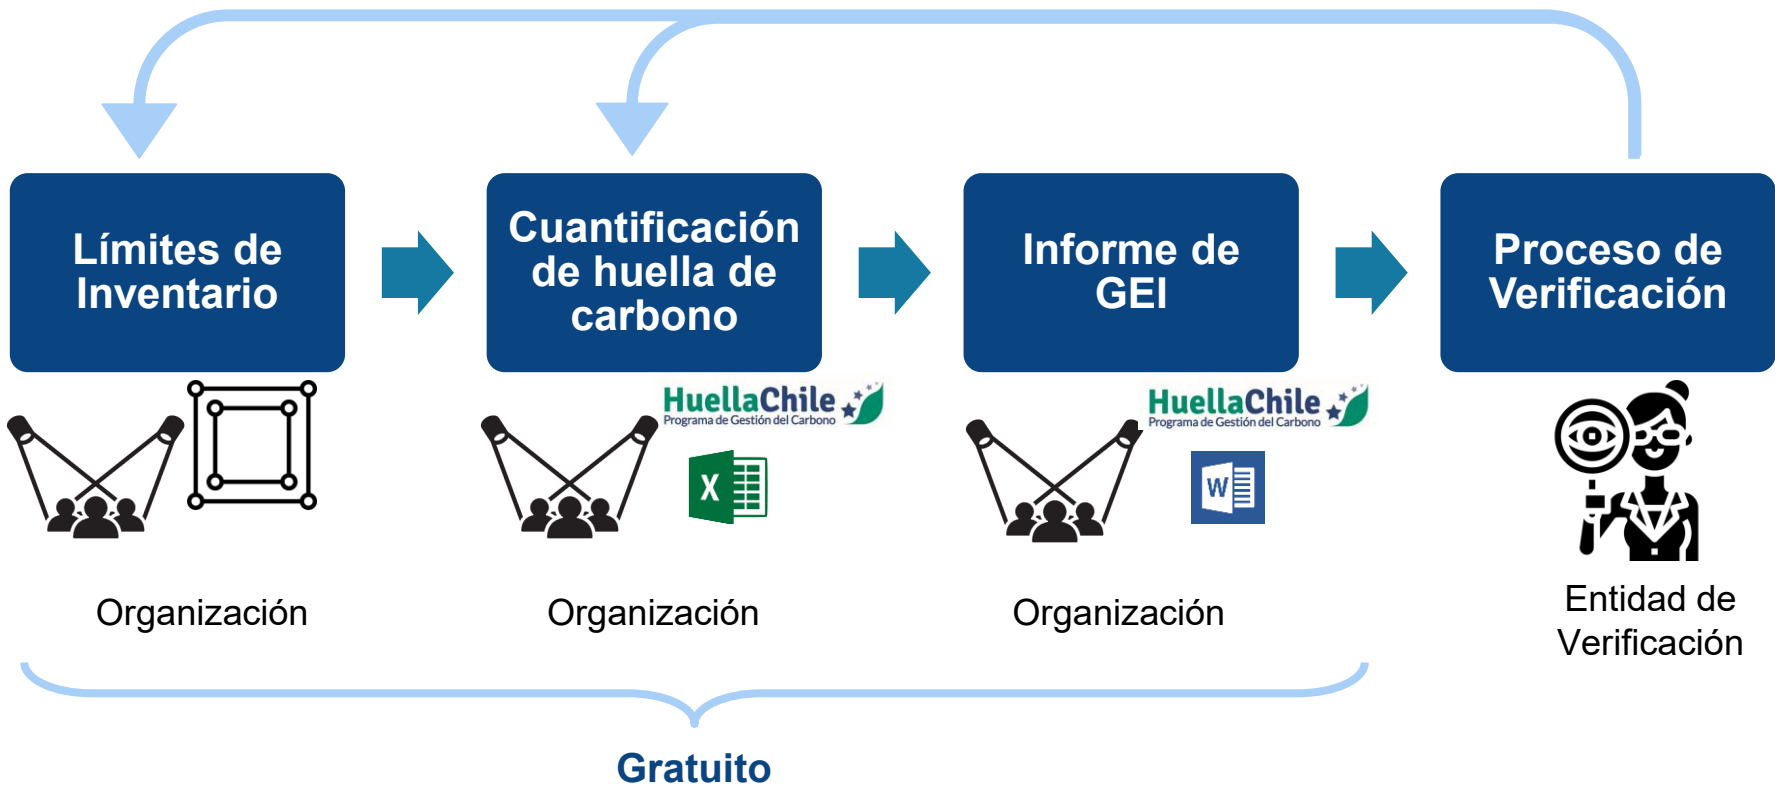 Límites de
Inventario
Cuantificación
de huella de
carbono
Informe de
GEI
Proceso de
Verificación
HuellaChile
Programa de Gestión del Carbono
X
HuellaChile
Programa de Gestión del Carbono
W
Organización
Organización
Organización
Entidad de
Verificación
Gratuito